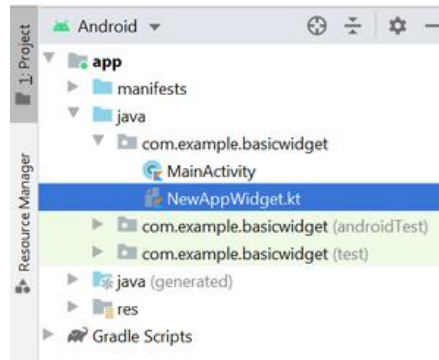 1: Project
Resource Manager
Android
app
manifests
java
com.example.basicwidget
MainActivity
NewAppWidget.kt
com.example.basicwidget (androidTest)
com.example.basicwidget (test)
java (generated)
res
Gradle Scripts